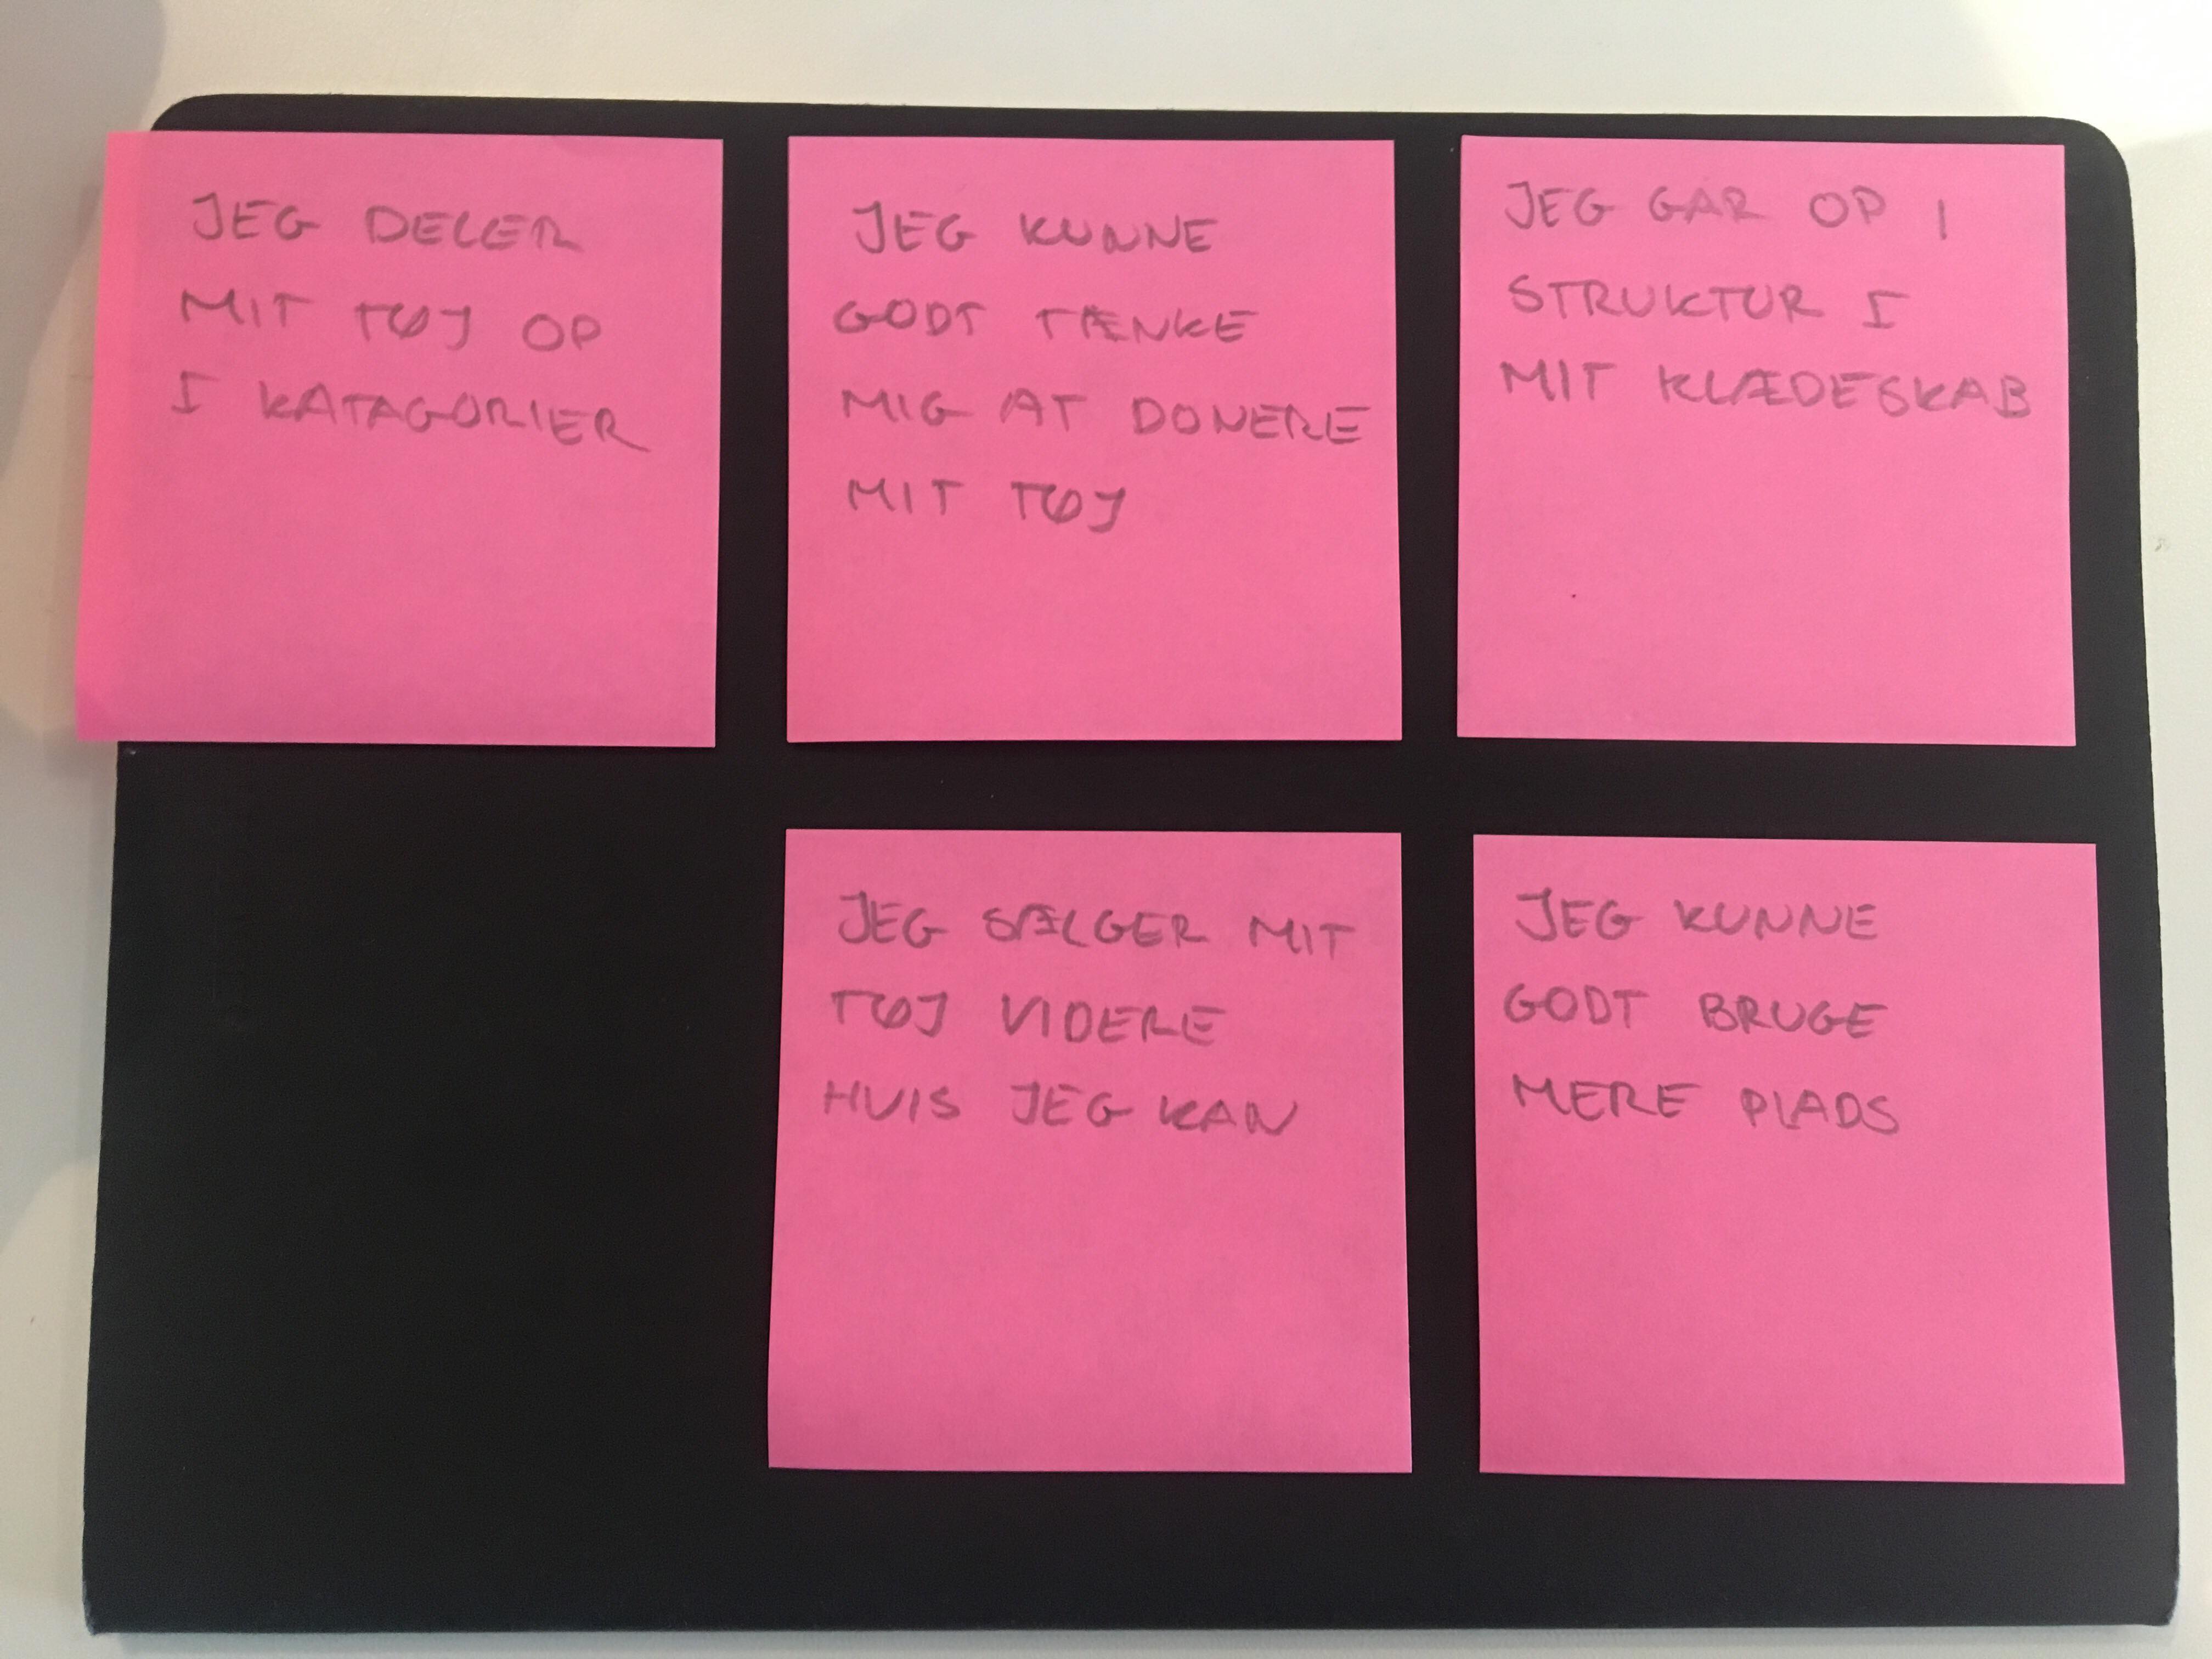 JEG DELER
MIT TØJ OP
I KATAGORIER
JEG KUNNE
GODT TÆNKE
MIG AT DONERE
MIT TØJ
JEG GÅR OP I
STRUKTUR I
MIT KLÆDESKAB
JEG SÆLGER MIT
TØJ VIDERE
HVIS JEG KAN
JEG KUNNE
GODT BRUGE
MERE PLADS